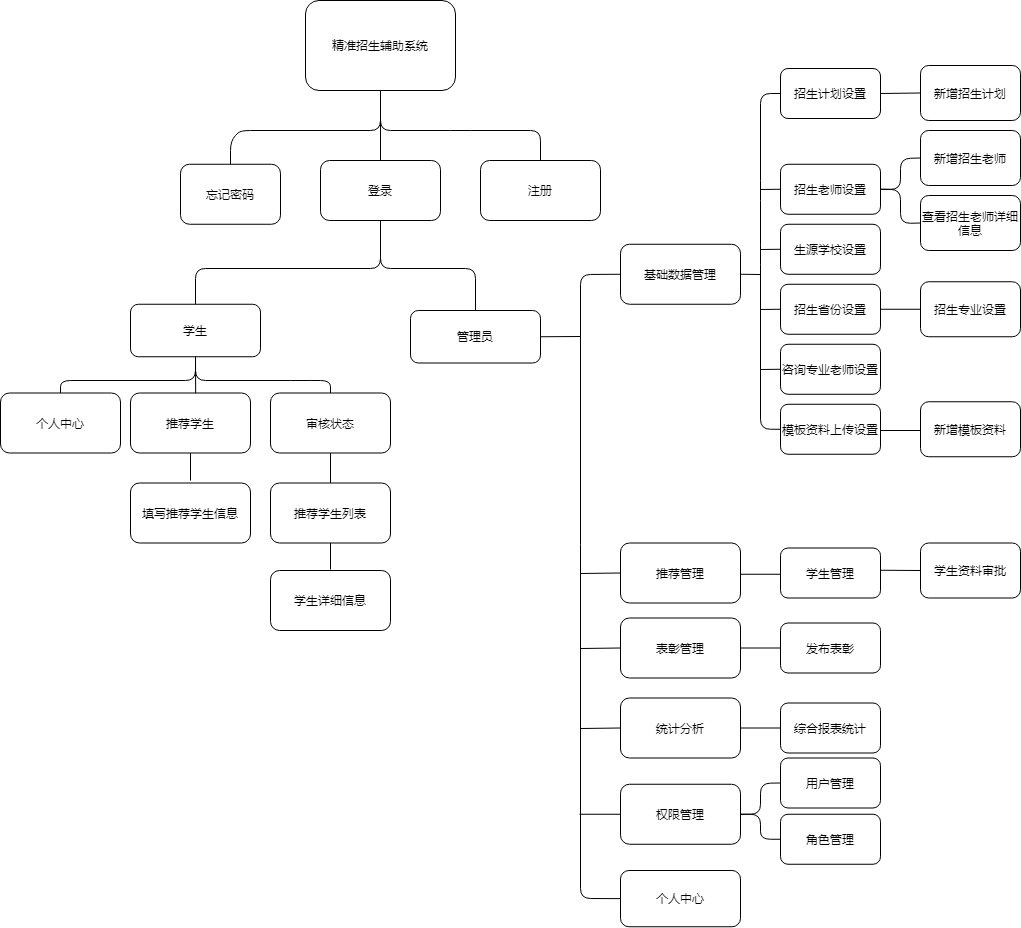 精准招生辅助系统
忘记密码
登录
注册
学生
管理员
个人中心
推荐学生
审核状态
填写推荐学生信息
推荐学生列表
学生详细信息
基础数据管理
招生计划设置
新增招生计划
招生老师设置
新增招生老师
查看招生老师详细
信息
生源学校设置
招生省份设置
招生专业设置
咨询专业老师设置
模板资料上传设置
新增模板资料
推荐管理
学生管理
学生资料审批
表彰管理
发布表彰
统计分析
综合报表统计
权限管理
用户管理
角色管理
个人中心